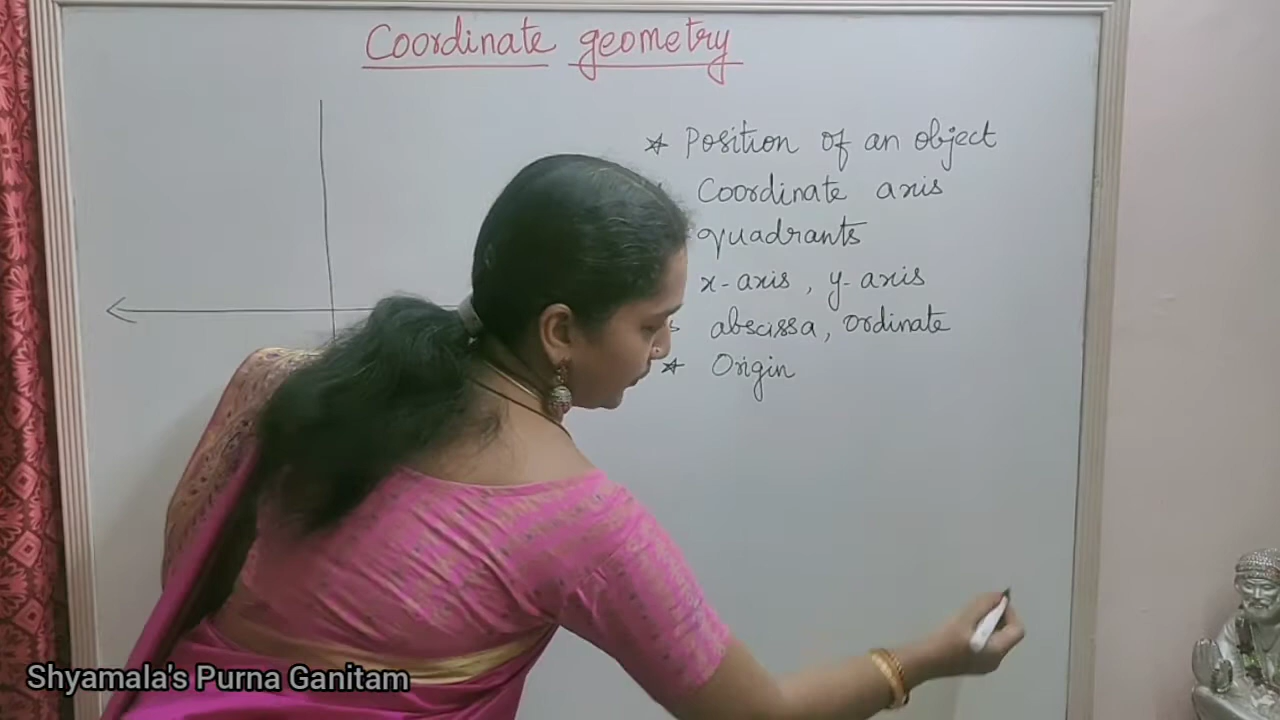 Coordinate geometry
☆ Position of an object
Coordinate axis
quadrants
x-axis, y-axis
abscissa, ordinate
☆ Origin
Shyamala's Purna Ganitam